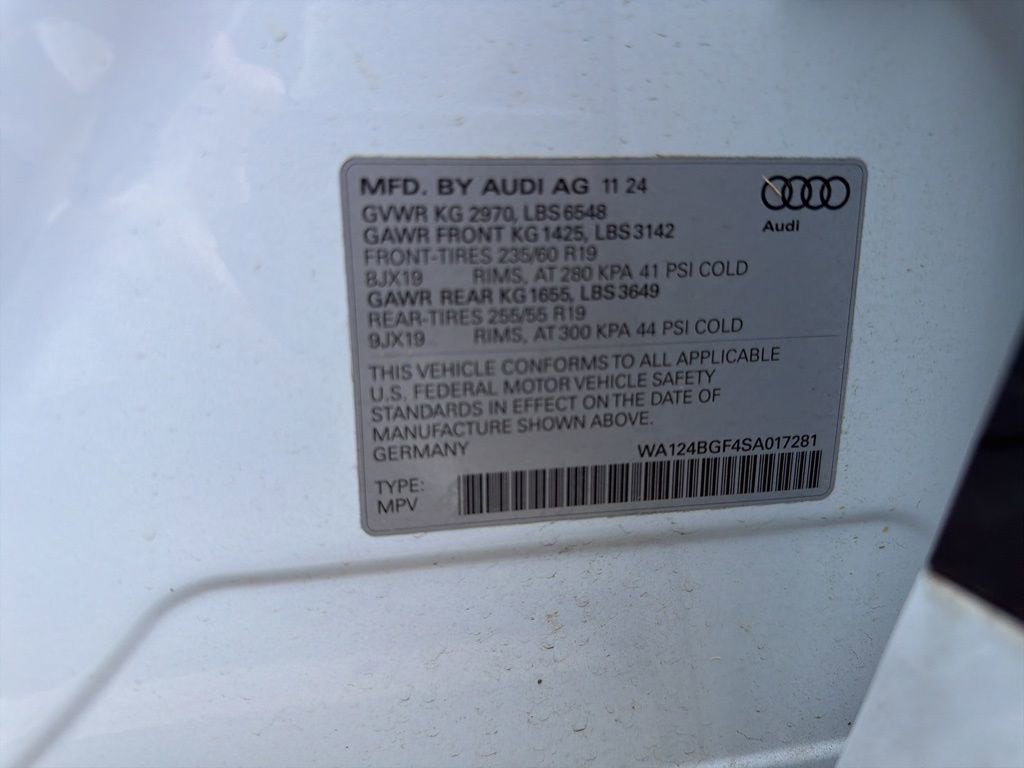 MFD. BY AUDI AG 11 24
Audi
GVWR KG 2970, LBS 6548
GAWR FRONT KG 1425, LBS 3142
FRONT-TIRES 235/60 R19
8JX19 RIMS, AT 280 KPA 41 PSI COLD
GAWR REAR KG 1655, LBS 3649
REAR-TIRES 255/55 R19
9JX19 RIMS, AT 300 KPA 44 PSI COLD
THIS VEHICLE CONFORMS TO ALL APPLICABLE
U.S. FEDERAL MOTOR VEHICLE SAFETY
STANDARDS IN EFFECT ON THE DATE OF
MANUFACTURE SHOWN ABOVE.
GERMANY WA124BGF4SA017281
TYPE:
MPV